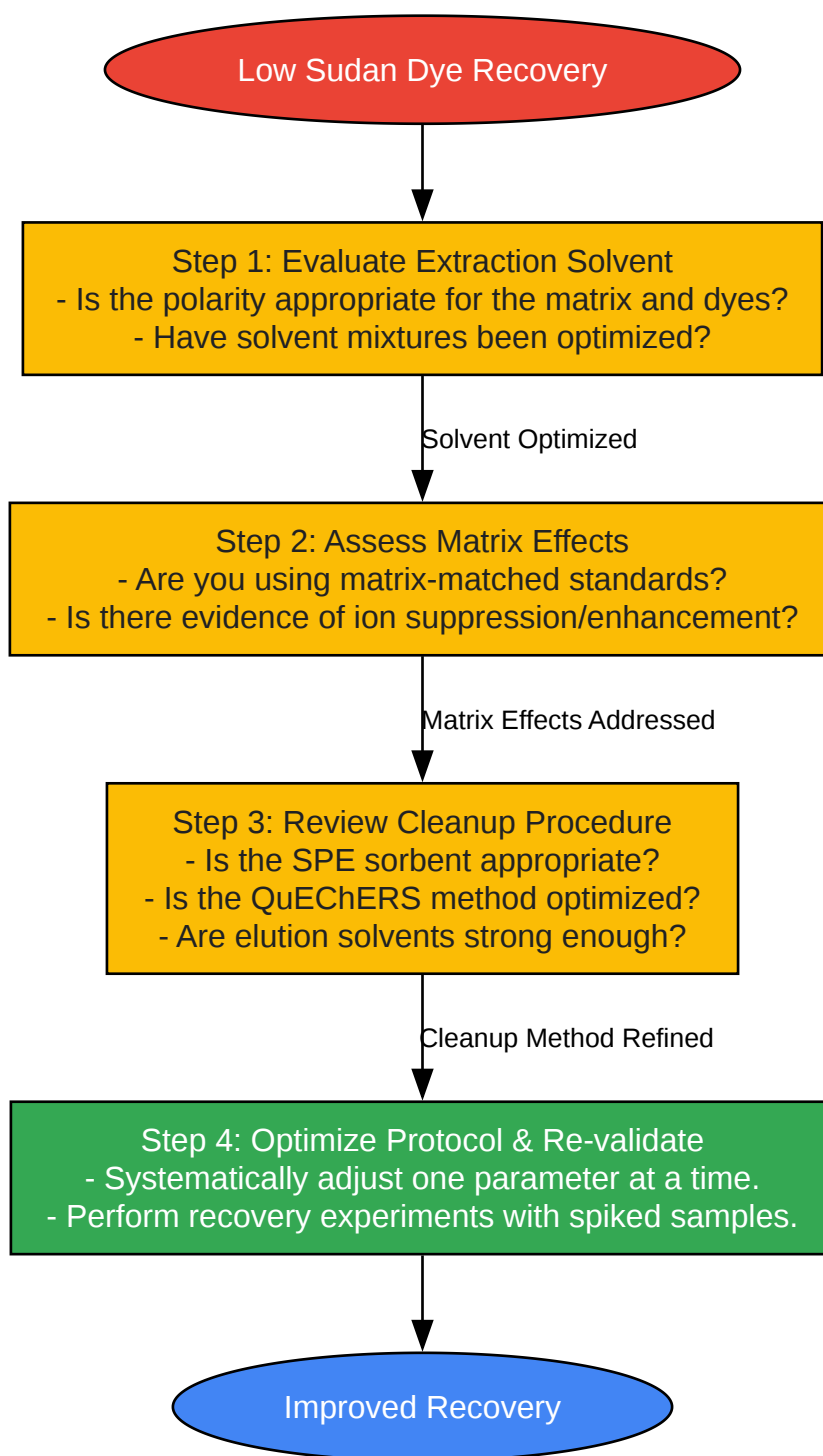 Low Sudan Dye Recovery
Step 1: Evaluate Extraction Solvent
- Is the polarity appropriate for the matrix and dyes?
- Have solvent mixtures been optimized?
Solvent Optimized
Step 2: Assess Matrix Effects
- Are you using matrix-matched standards?
- Is there evidence of ion suppression/enhancement?
Matrix Effects Addressed
Step 3: Review Cleanup Procedure
- Is the SPE sorbent appropriate?
- Is the QuEChERS method optimized?
- Are elution solvents strong enough?
Cleanup Method Refined
Step 4: Optimize Protocol & Re-validate
- Systematically adjust one parameter at a time.
- Perform recovery experiments with spiked samples.
Improved Recovery